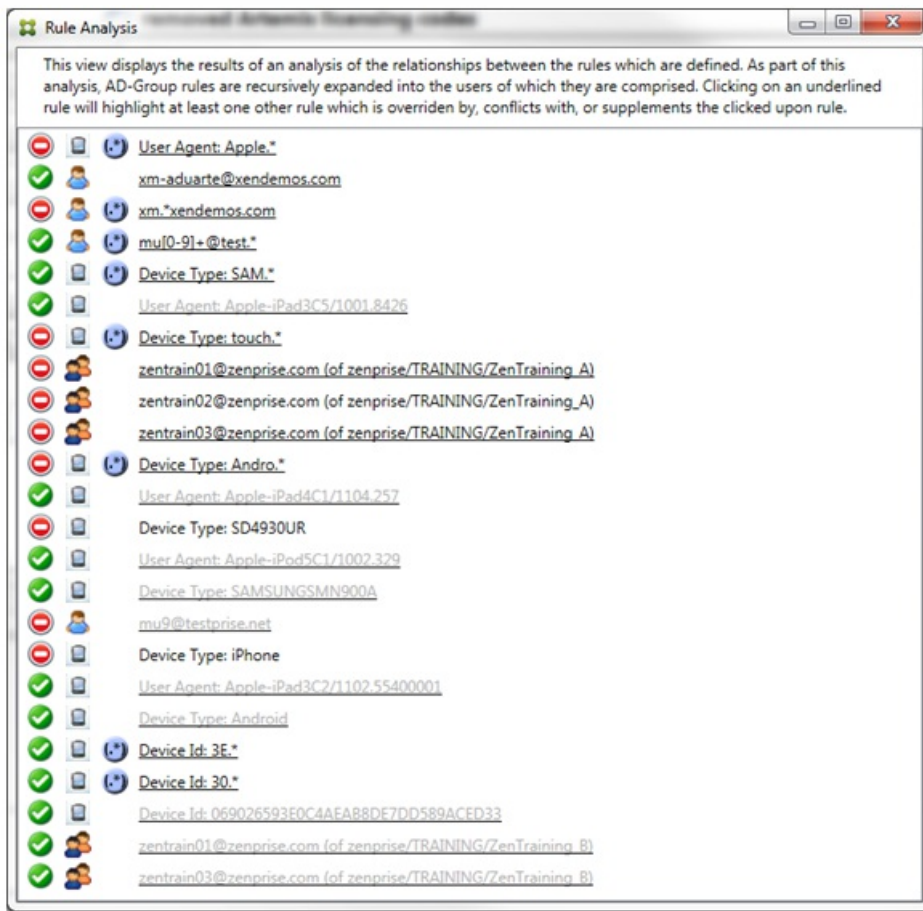 removed Artemis licensing codes
Rule Analysis
This view displays the results of an analysis of the relationships between the rules which are defined. As part of this
analysis, AD-Group rules are recursively expanded into the users of which they are comprised. Clicking on an underlined
rule will highlight at least one other rule which is overriden by, conflicts with, or supplements the clicked upon rule.
(.*) User Agent: Apple.*
xm-aduarte@xendemos.com
(.*) xm.*xendemos.com
(.*) mu[0-9]+@test.*
(.*) Device Type: SAM.*
User Agent: Apple-iPad3C5/1001.8426
(.*) Device Type: touch.*
zentrain01@zenprise.com (of zenprise/TRAINING/ZenTraining_A)
zentrain02@zenprise.com (of zenprise/TRAINING/ZenTraining_A)
zentrain03@zenprise.com (of zenprise/TRAINING/ZenTraining_A)
(.*) Device Type: Andro.*
User Agent: Apple-iPad4C1/1104.257
Device Type: SD4930UR
User Agent: Apple-iPod5C1/1002.329
Device Type: SAMSUNGSMN900A
mu9@testprise.net
Device Type: iPhone
User Agent: Apple-iPad3C2/1102.55400001
Device Type: Android
(.*) Device Id: 3E.*
(.*) Device Id: 30.*
Device Id: 069026593E0C4AEAB8DE7DD589ACED33
zentrain01@zenprise.com (of zenprise/TRAINING/ZenTraining_B)
zentrain03@zenprise.com (of zenprise/TRAINING/ZenTraining_B)